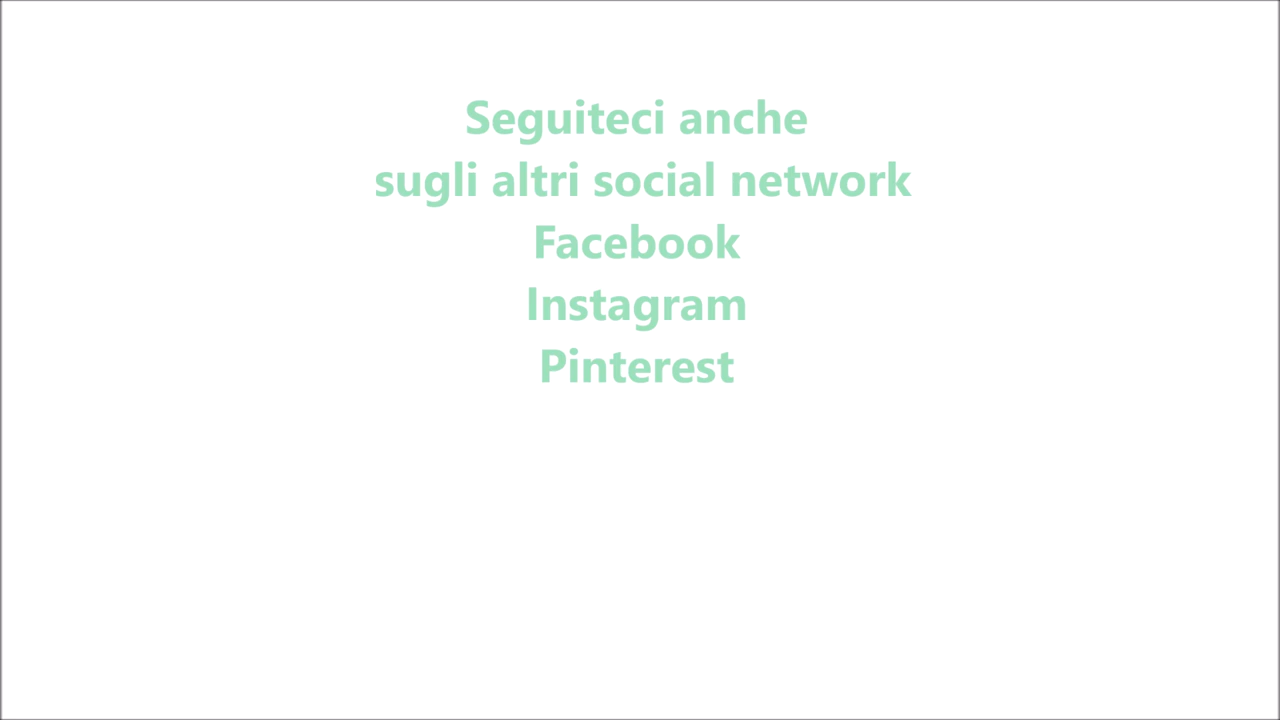 Seguiteci anche
sugli altri social network
Facebook
Instagram
Pinterest